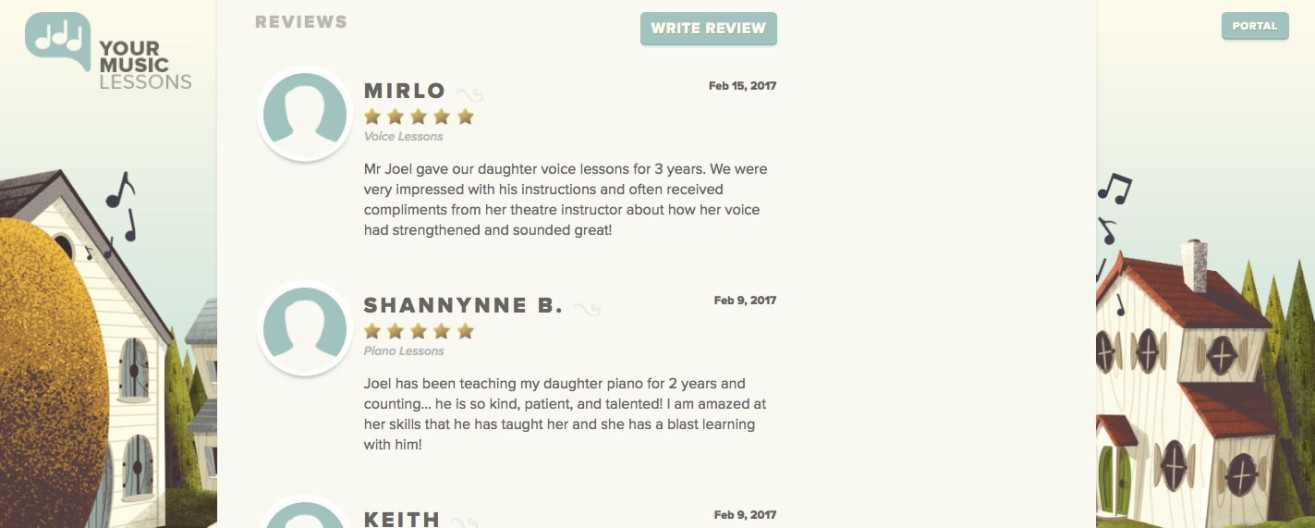 YOUR
MUSIC
LESSONS
PORTAL
REVIEWS
WRITE REVIEW
MIRLO
Feb 15, 2017
Voice Lessons
Mr Joel gave our daughter voice lessons for 3 years. We were
very impressed with his instructions and often received
compliments from her theatre instructor about how her voice
had strengthened and sounded great!
SHANNYNNE B.
Feb 9, 2017
Piano Lessons
Joel has been teaching my daughter piano for 2 years and
counting... he is so kind, patient, and talented! I am amazed at
her skills that he has taught her and she has a blast learning
with him!
KEITH
Feb 9, 2017